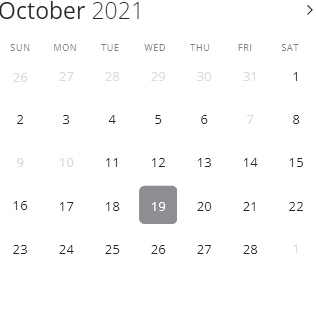 October 2021
SUN MON TUE WED THU FRI SAT
26 27 28 29 30 31 1
2 3 4 5 6 7 8
9 10 11 12 13 14 15
16 17 18 19 20 21 22
23 24 25 26 27 28 1